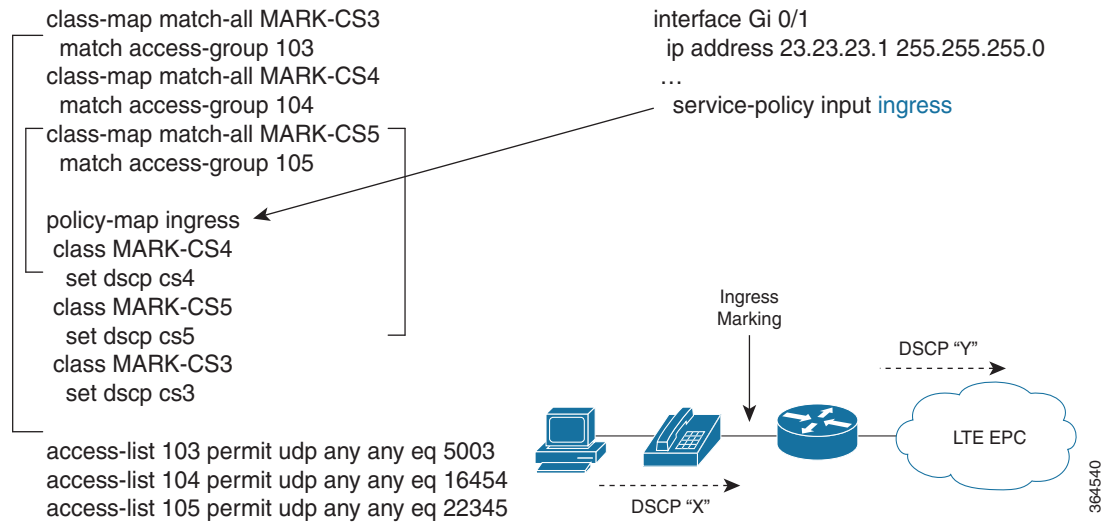 class-map match-all MARK-CS3
match access-group 103
class-map match-all MARK-CS4
match access-group 104
class-map match-all MARK-CS5
match access-group 105
policy-map ingress
class MARK-CS4
set dscp cs4
class MARK-CS5
set dscp cs5
class MARK-CS3
set dscp cs3
access-list 103 permit udp any any eq 5003
access-list 104 permit udp any any eq 16454
access-list 105 permit udp any any eq 22345
interface Gi 0/1
ip address 23.23.23.1 255.255.255.0
…
service-policy input ingress
Ingress
Marking
DSCP “Y”
LTE EPC
DSCP “X”
364540